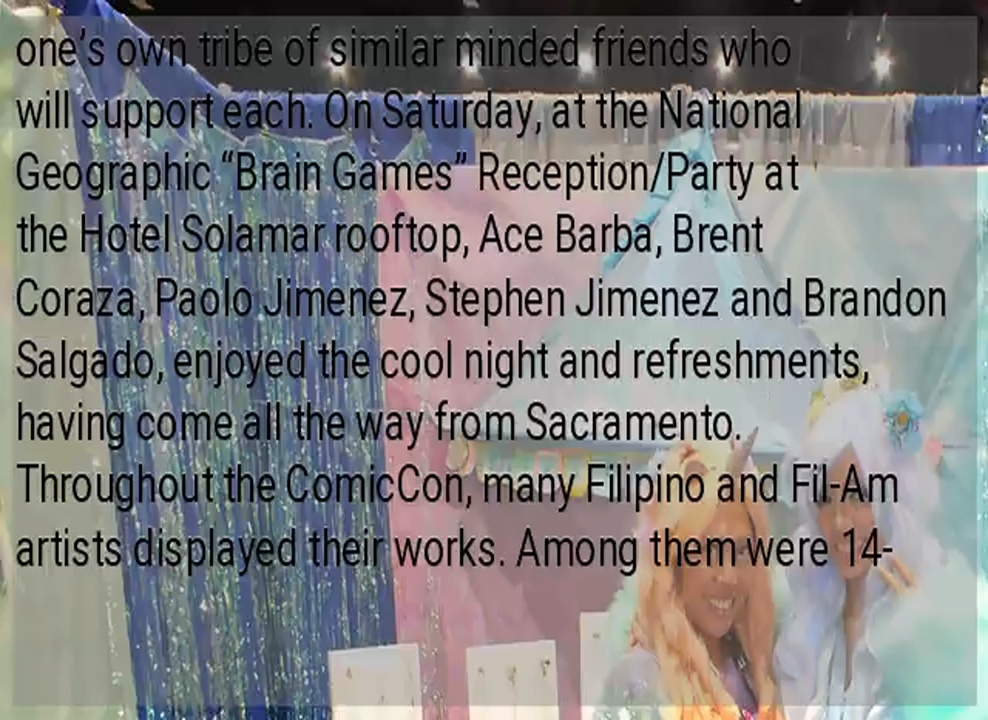 one's own tribe of similar minded friends who
will support each. On Saturday, at the National
Geographic “Brain Games” Reception/Party at
the Hotel Solamar rooftop, Ace Barba, Brent
Coraza, Paolo Jimenez, Stephen Jimenez and Brandon
Salgado, enjoyed the cool night and refreshments,
having come all the way from Sacramento.
Throughout the ComicCon, many Filipino and Fil-Am
artists displayed their works. Among them were 14-